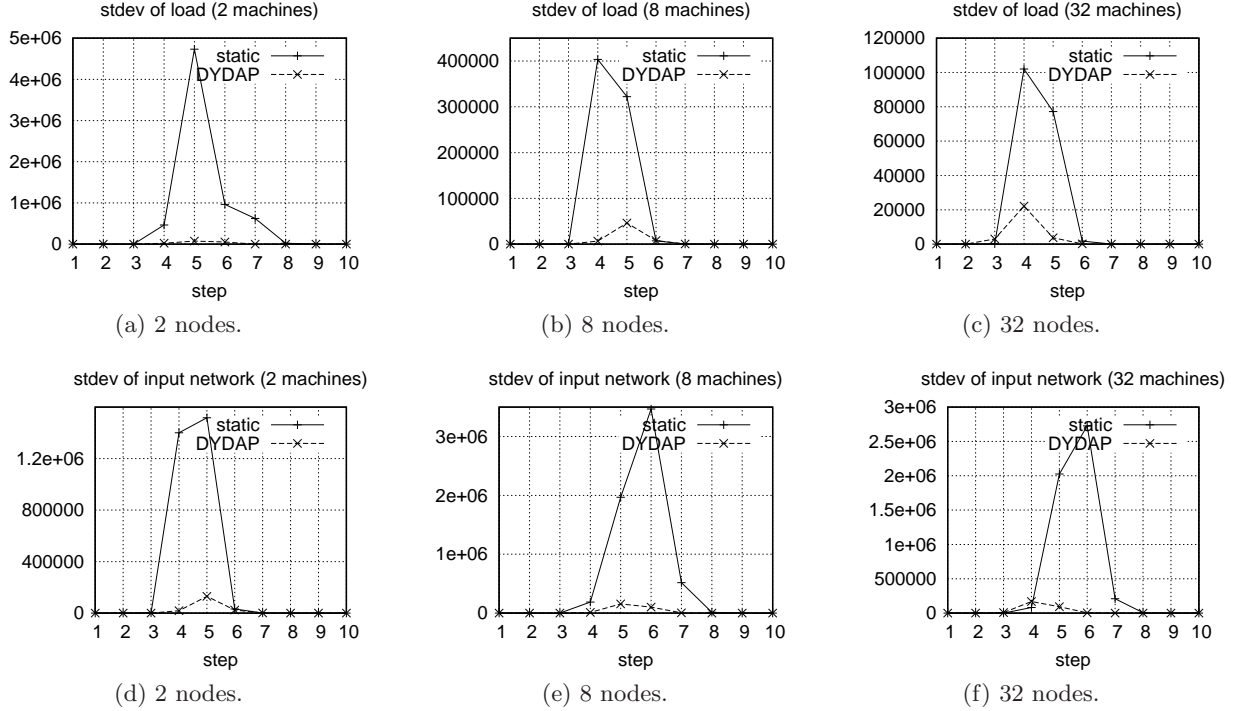 stdev of load (2 machines)
5e+06
4e+06
3e+06
2e+06
1e+06
0
static
DYDAP
1 2 3 4 5 6 7 8 9 10
step
(a) 2 nodes.
stdev of load (8 machines)
400000
300000
200000
100000
0
static
DYDAP
1 2 3 4 5 6 7 8 9 10
step
(b) 8 nodes.
stdev of load (32 machines)
120000
100000
80000
60000
40000
20000
0
static
DYDAP
1 2 3 4 5 6 7 8 9 10
step
(c) 32 nodes.
stdev of input network (2 machines)
1.2e+06
800000
400000
0
static
DYDAP
1 2 3 4 5 6 7 8 9 10
step
(d) 2 nodes.
stdev of input network (8 machines)
3e+06
2e+06
1e+06
0
static
DYDAP
1 2 3 4 5 6 7 8 9 10
step
(e) 8 nodes.
stdev of input network (32 machines)
3e+06
2.5e+06
2e+06
1.5e+06
1e+06
500000
0
static
DYDAP
1 2 3 4 5 6 7 8 9 10
step
(f) 32 nodes.